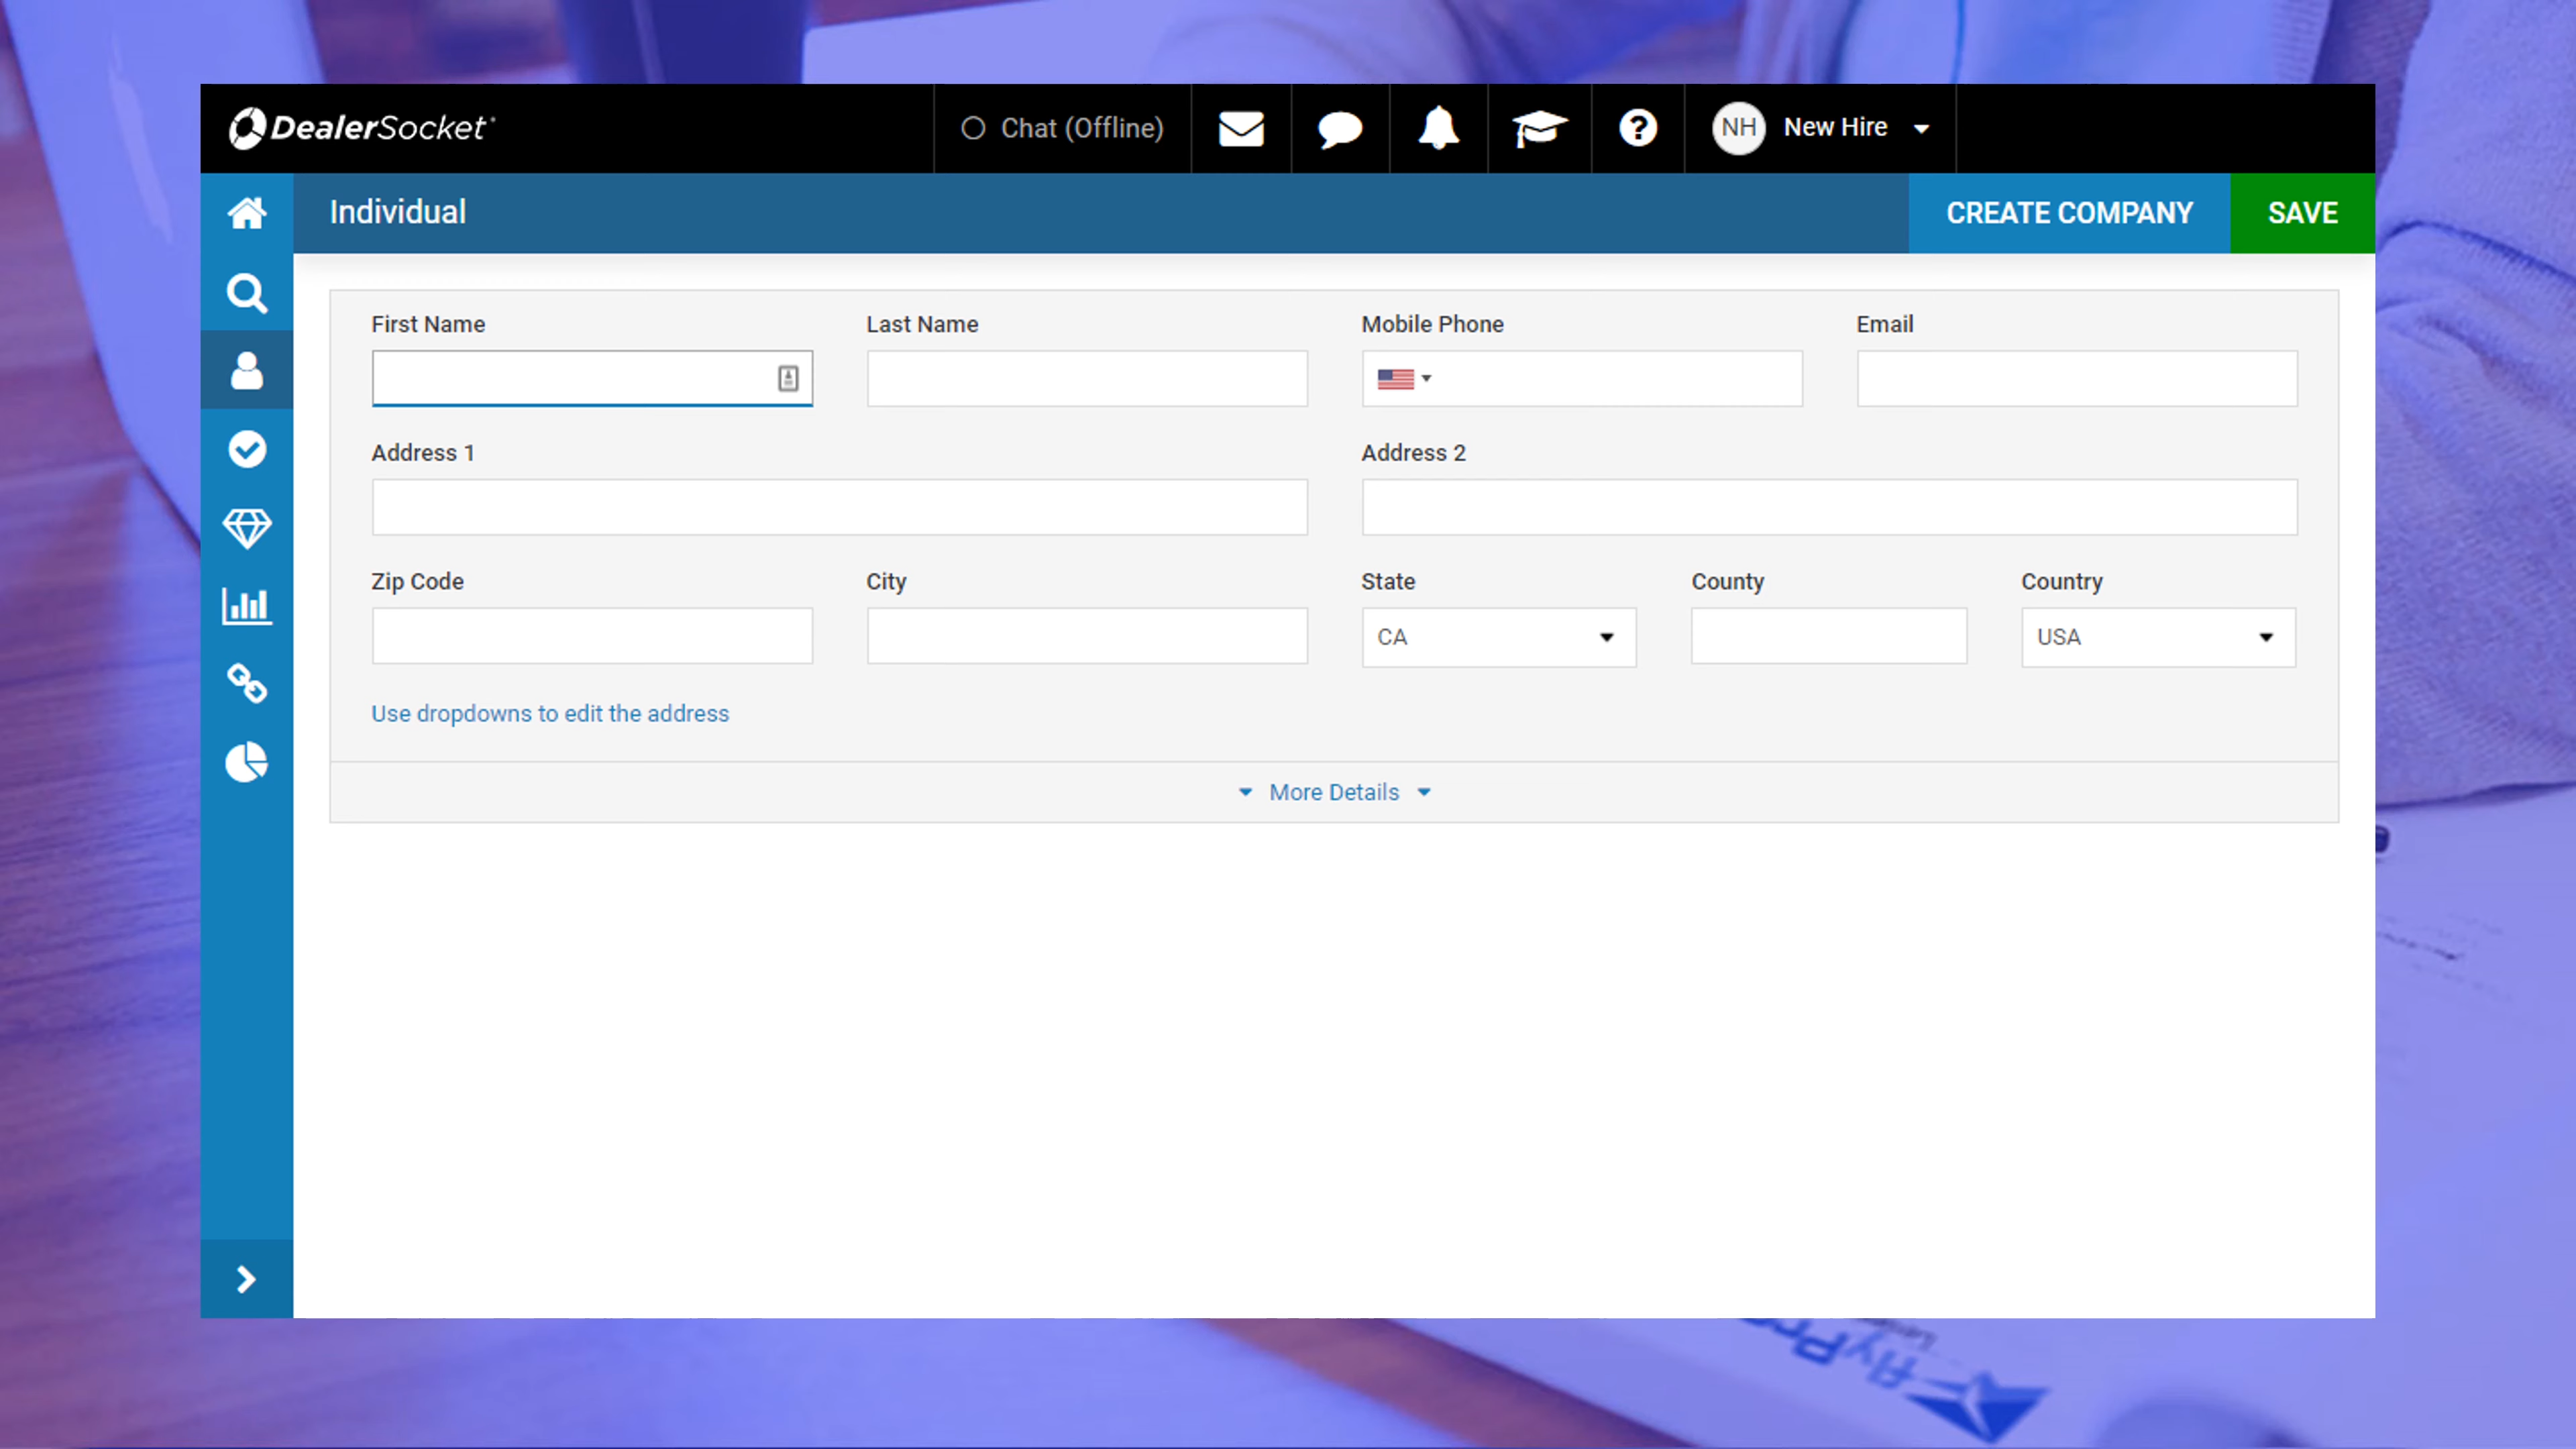 DealerSocket
Chat (Offline)
NH New Hire
Individual
CREATE COMPANY
SAVE
First Name
Last Name
Mobile Phone
Email
Address 1
Address 2
Zip Code
City
State
County
Country
CA
USA
Use dropdowns to edit the address
More Details